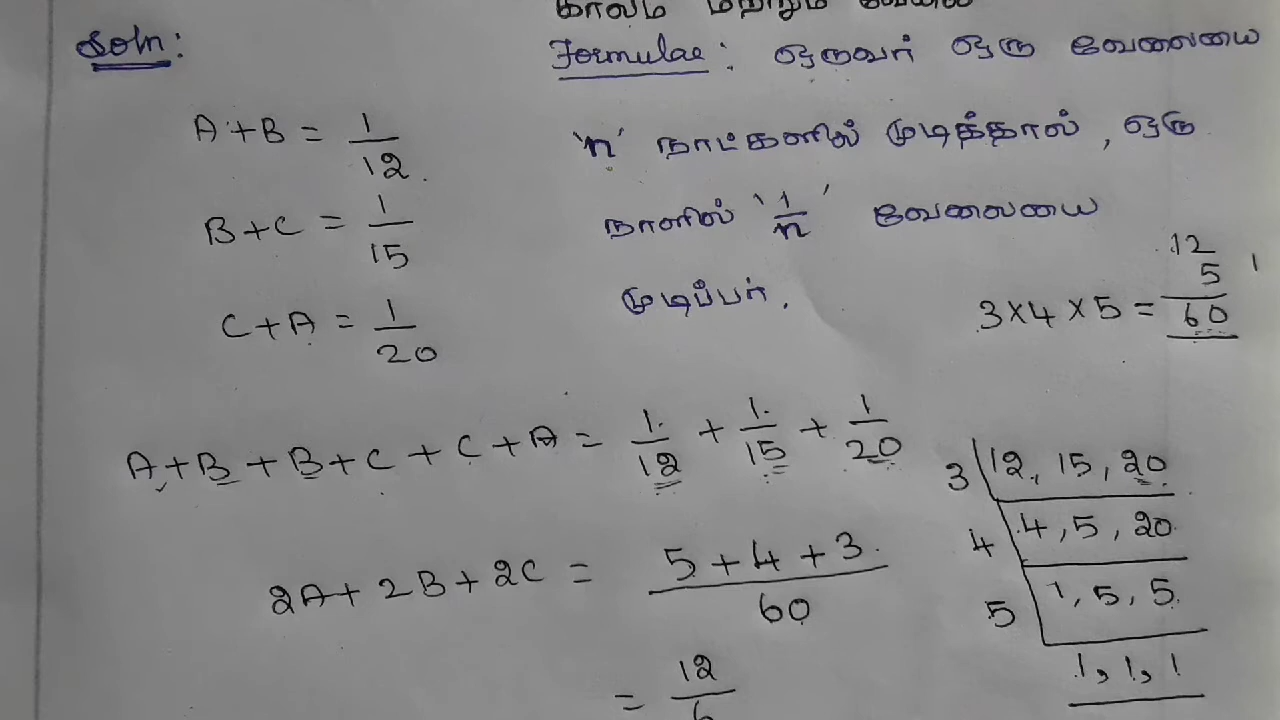 காலம் மற்றும் வேலை
Soln:
Formulae: ஒருவர் ஒரு வேலையை
'n' நாட்களில் முடித்தால், ஒரு
நாளில் '1/n' வேலையை
முடிப்பர்.
A+B = 1/12
B+C = 1/15
C+A = 1/20
12
5
3×4×5 = 60
A+B+B+C+C+A = 1/12 + 1/15 + 1/20
3 | 12, 15, 20
4 | 4, 5, 20
5 | 1, 5, 5
1, 1, 1
2A+2B+2C = 5+4+3/60
= 12/6